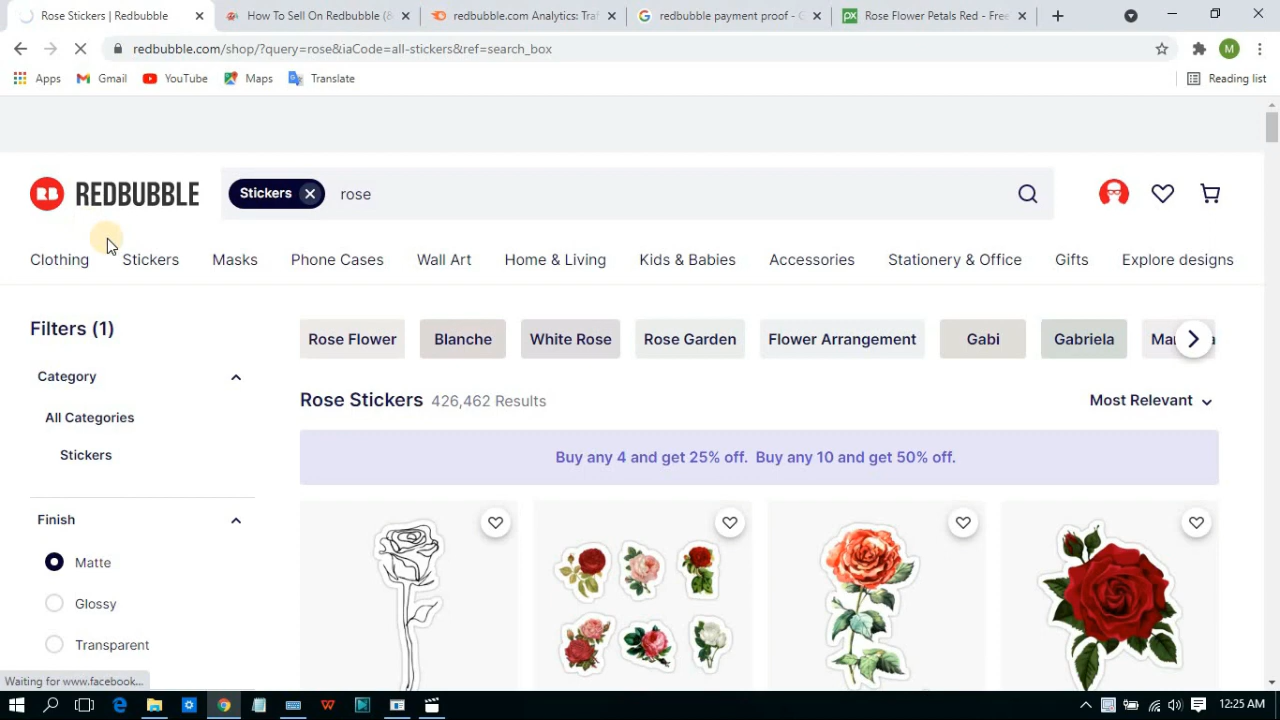 Rose Stickers | Redbubble
How To Sell On Redbubble (8
redbubble.com Analytics: Traf
redbubble payment proof - G
Rose Flower Petals Red - Free
redbubble.com/shop/?query=rose&iaCode=all-stickers&ref=search_box
M
Apps Gmail YouTube Maps Translate Reading list
RB REDBUBBLE Stickers rose
Clothing Stickers Masks Phone Cases Wall Art Home & Living Kids & Babies Accessories Stationery & Office Gifts Explore designs
Filters (1)
Rose Flower Blanche White Rose Rose Garden Flower Arrangement Gabi Gabriela
Category
Rose Stickers 426,462 Results Most Relevant
All Categories
Stickers
Buy any 4 and get 25% off. Buy any 10 and get 50% off.
Finish
Matte
Glossy
Transparent
Waiting for www.facebook...
12:25 AM